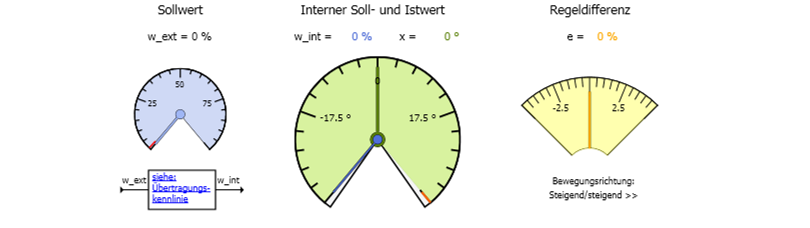 Sollwert
w_ext = 0 %
50
25
75
w_ext
siehe:
Übertragungs-
kennlinie
w_int
Interner Soll- und Istwert
w_int = 0 % x = 0 °
0
-17.5 °
17.5 °
Regeldifferenz
e = 0 %
-2.5
2.5
Bewegungsrichtung:
Steigend/steigend >>